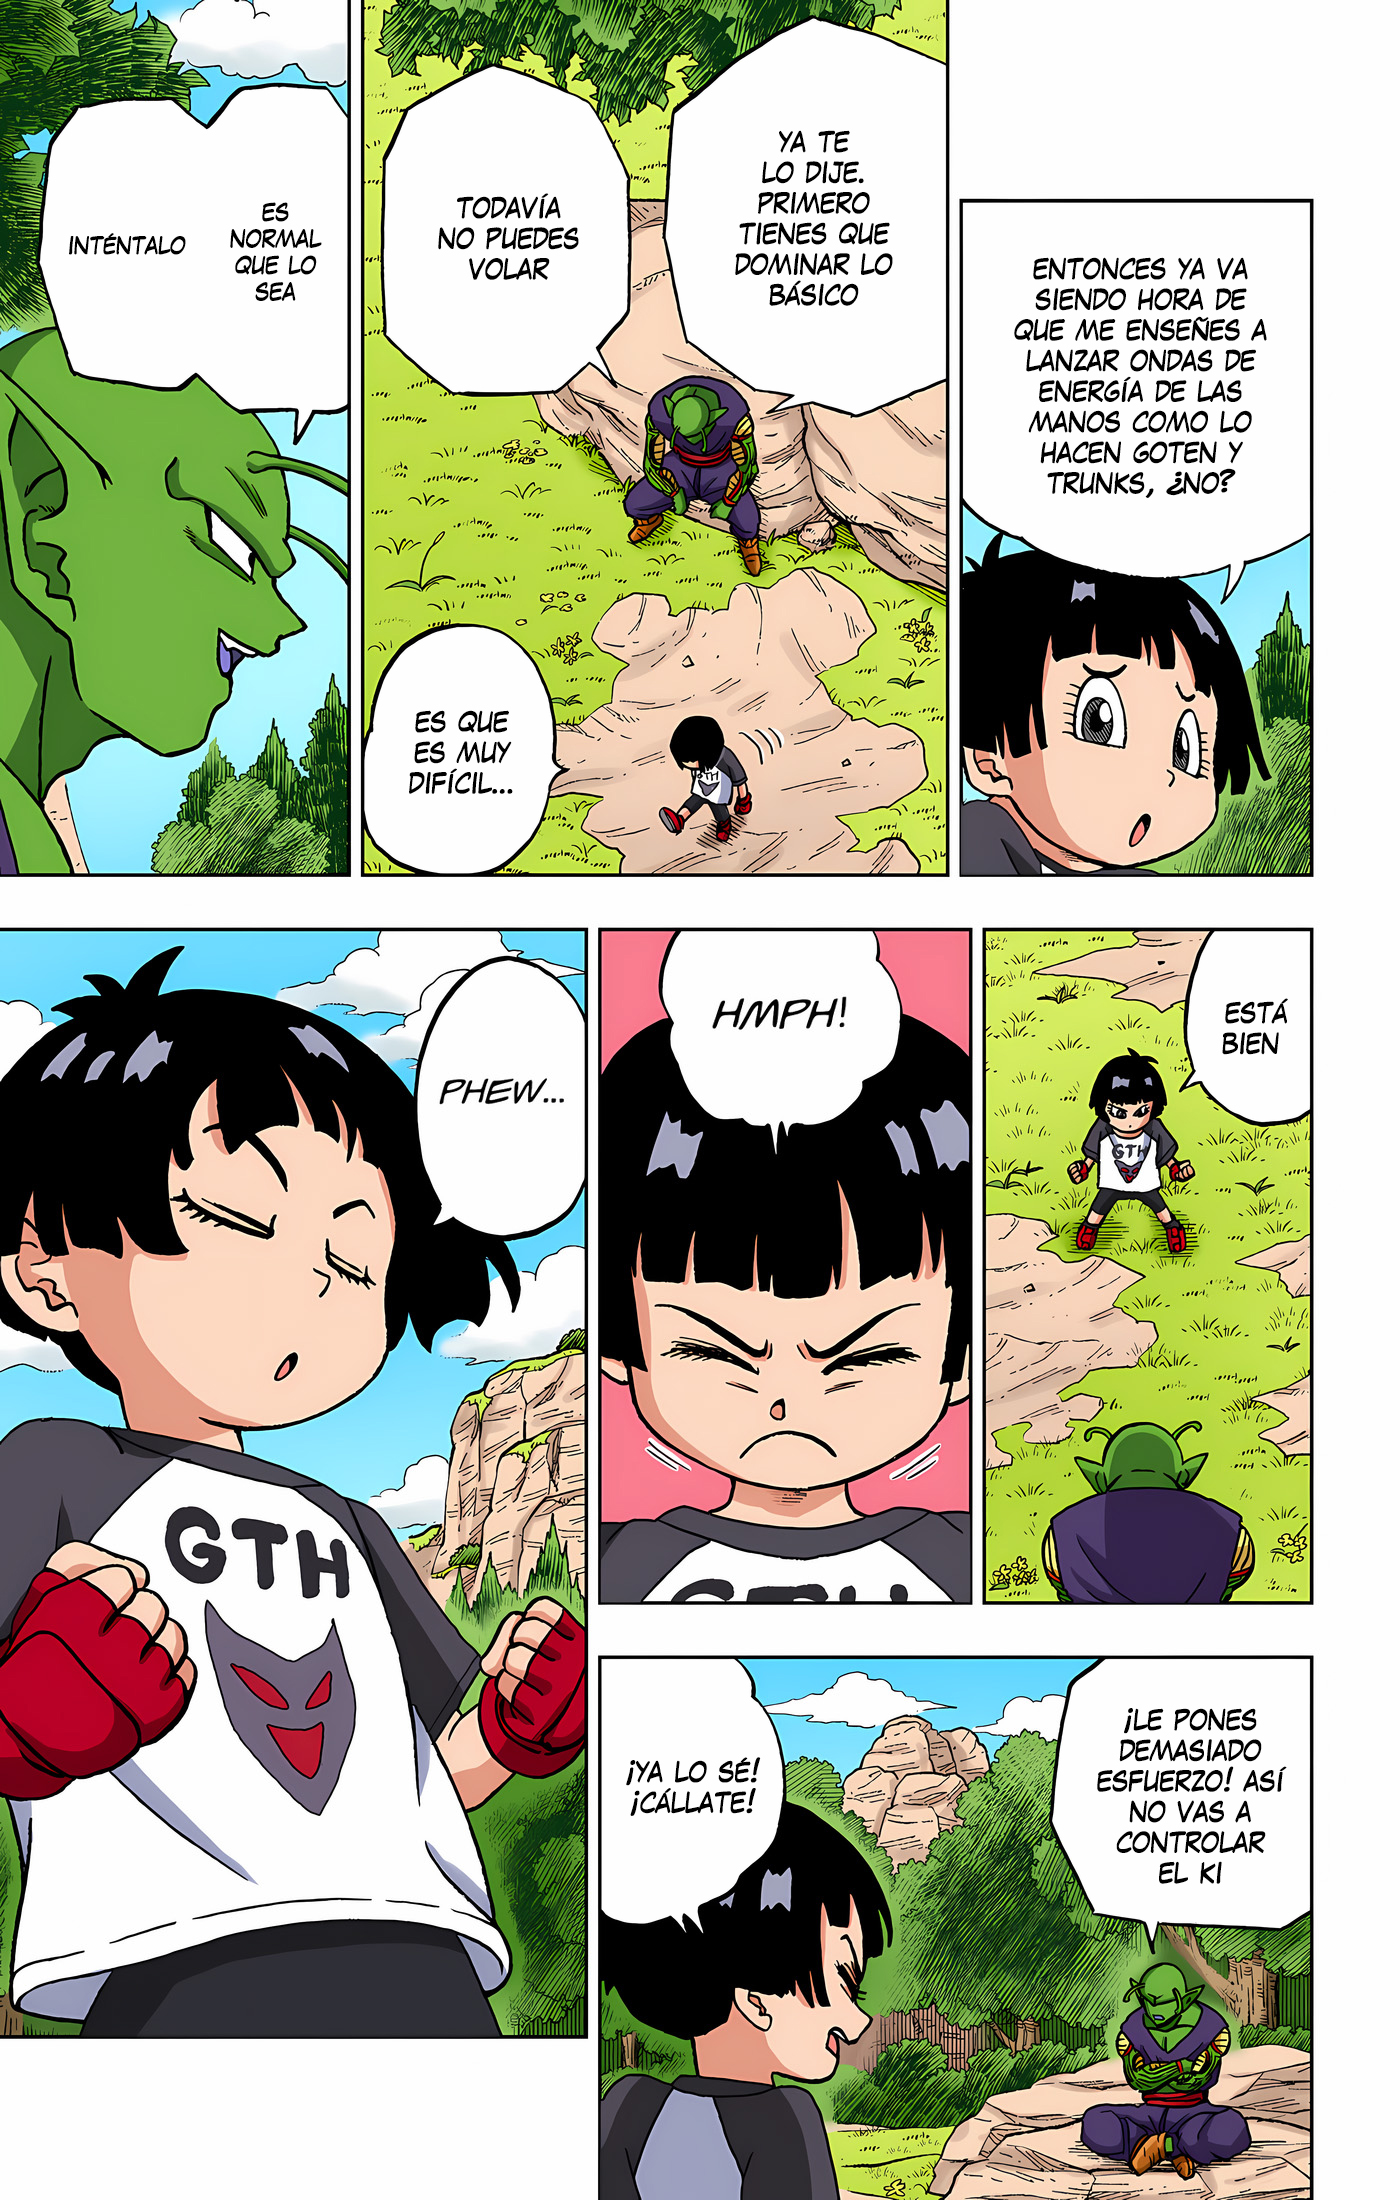 ENTONCES YA VA
SIENDO HORA DE
QUE ME ENSEÑES A
LANZAR ONDAS DE
ENERGÍA DE LAS
MANOS COMO LO
HACEN GOTEN Y
TRUNKS, ¿NO?
YA TE
LO DIJE.
PRIMERO
TIENES QUE
DOMINAR LO
BÁSICO
TODAVÍA
NO PUEDES
VOLAR
TH
ES QUE
ES MUY
DIFÍCIL...
ES
NORMAL
QUE LO
SEA
INTÉNTALO
ESTÁ
BIEN
GTH
HMPH!
GTH
PHEW...
GTH
¡LE PONES
DEMASIADO
ESFUERZO! ASÍ
NO VAS A
CONTROLAR
EL KI
¡YA LO SÉ!
¡CÁLLATE!